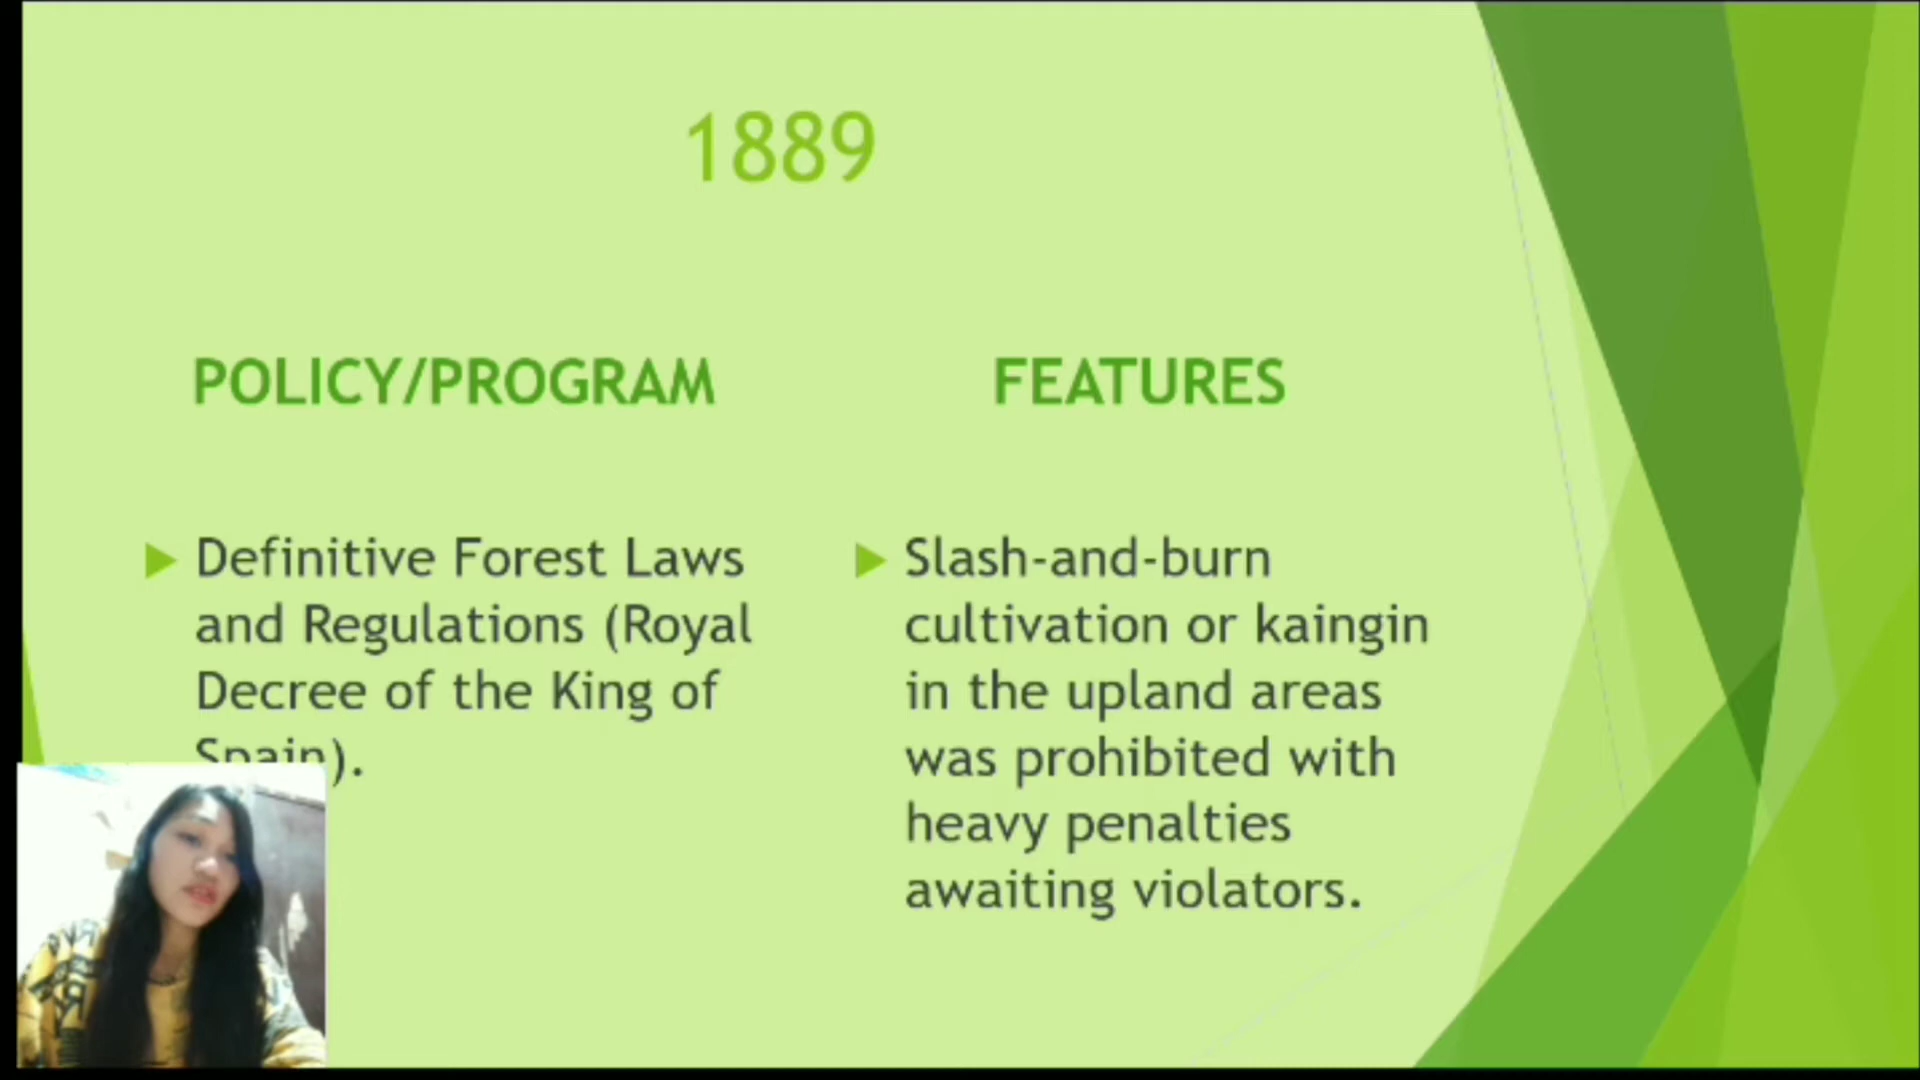 1889
POLICY/PROGRAM
Definitive Forest Laws
and Regulations (Royal
Decree of the King of
Spain).
FEATURES
Slash-and-burn
cultivation or kaingin
in the upland areas
was prohibited with
heavy penalties
awaiting violators.